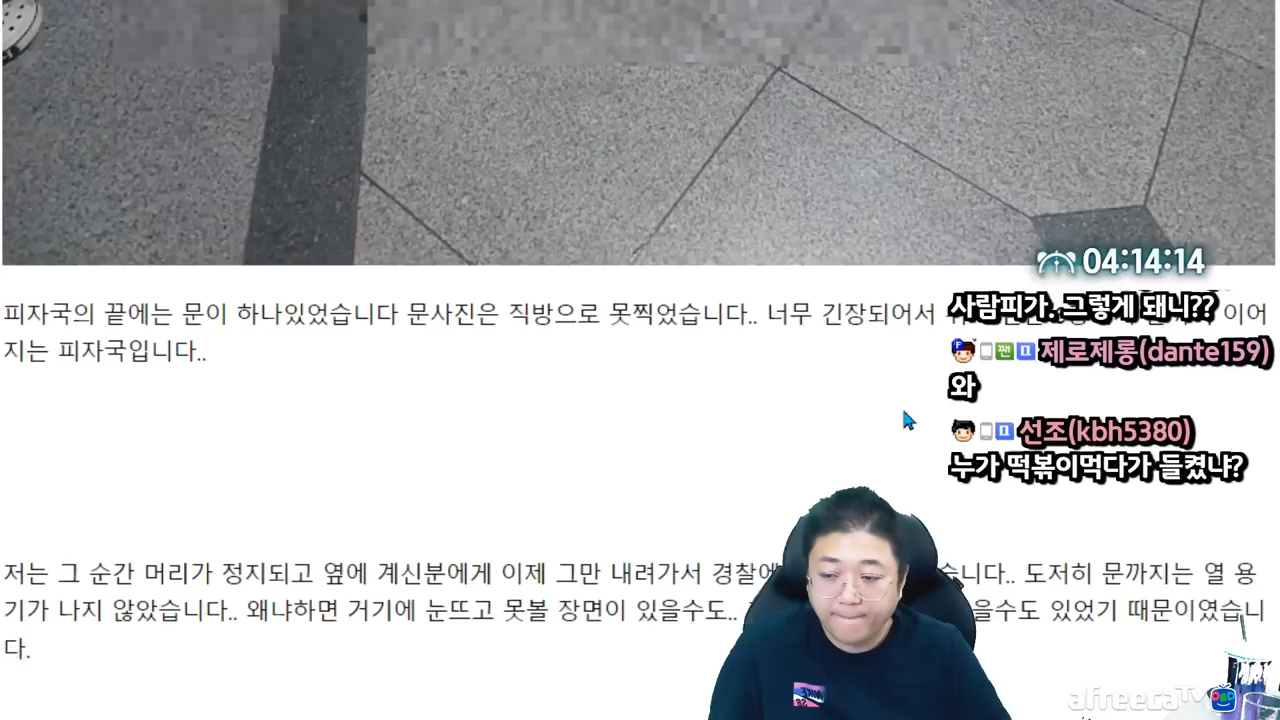 04:14:14
피자국의 끝에는 문이 하나있었습니다 문사진은 직방으로 못찍었습니다.. 너무 긴장되어서
이어
지는 피자국입니다..
사람피가. 그렇게 돼니??
제로제롱(dante159)
와
선조(kbh5380)
누가 떡볶이먹다가 들켰냐?
저는 그 순간 머리가 정지되고 옆에 계신분에게 이제 그만 내려가서 경찰에 습니다.. 도저히 문까지는 열 용
기가 나지 않았습니다.. 왜냐하면 거기에 눈뜨고 못볼 장면이 있을수도.. 을수도 있었기 때문이였습니
다.
afreecaTV